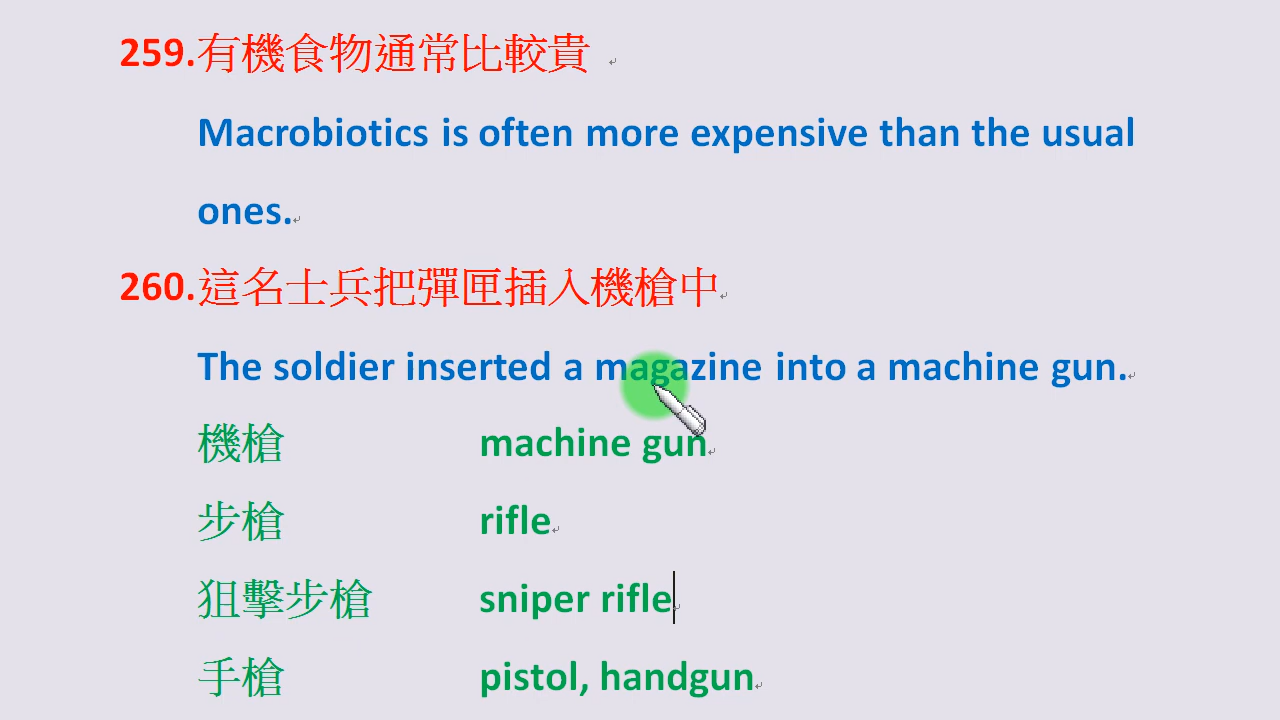 259.有機食物通常比較貴
Macrobiotics is often more expensive than the usual
ones.
260.這名士兵把彈匣插入機槍中
The soldier inserted a magazine into a machine gun.
機槍 machine gun
步槍 rifle
狙擊步槍 sniper rifle
手槍 pistol, handgun